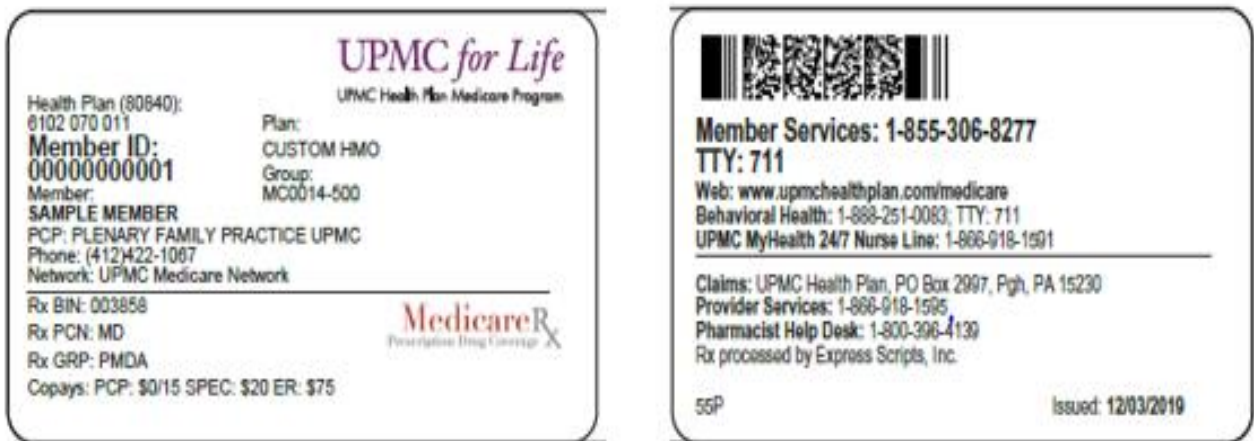 UPMC for Life
UPMC Health Plan Medicare Program
Health Plan (80840):
6102 070 011
Member ID:
00000000001
Plan:
CUSTOM HMO
Group:
MC0014-500
Member:
SAMPLE MEMBER
PCP: PLENARY FAMILY PRACTICE UPMC
Phone: (412)422-1067
Network: UPMC Medicare Network
Rx BIN: 003858
Rx PCN: MD
Rx GRP: PMDA
Copays: PCP: $0/15 SPEC: $20 ER: $75
MedicareRx
Prescription Drug Coverage
Member Services: 1-855-306-8277
TTY: 711
Web: www.upmchealthplan.com/medicare
Behavioral Health: 1-888-251-0083; TTY: 711
UPMC MyHealth 24/7 Nurse Line: 1-866-918-1591
Claims: UPMC Health Plan, PO Box 2997, Pgh, PA 15230
Provider Services: 1-866-918-1595
Pharmacist Help Desk: 1-800-396-4139
Rx processed by Express Scripts, Inc.
55P
Issued: 12/03/2019